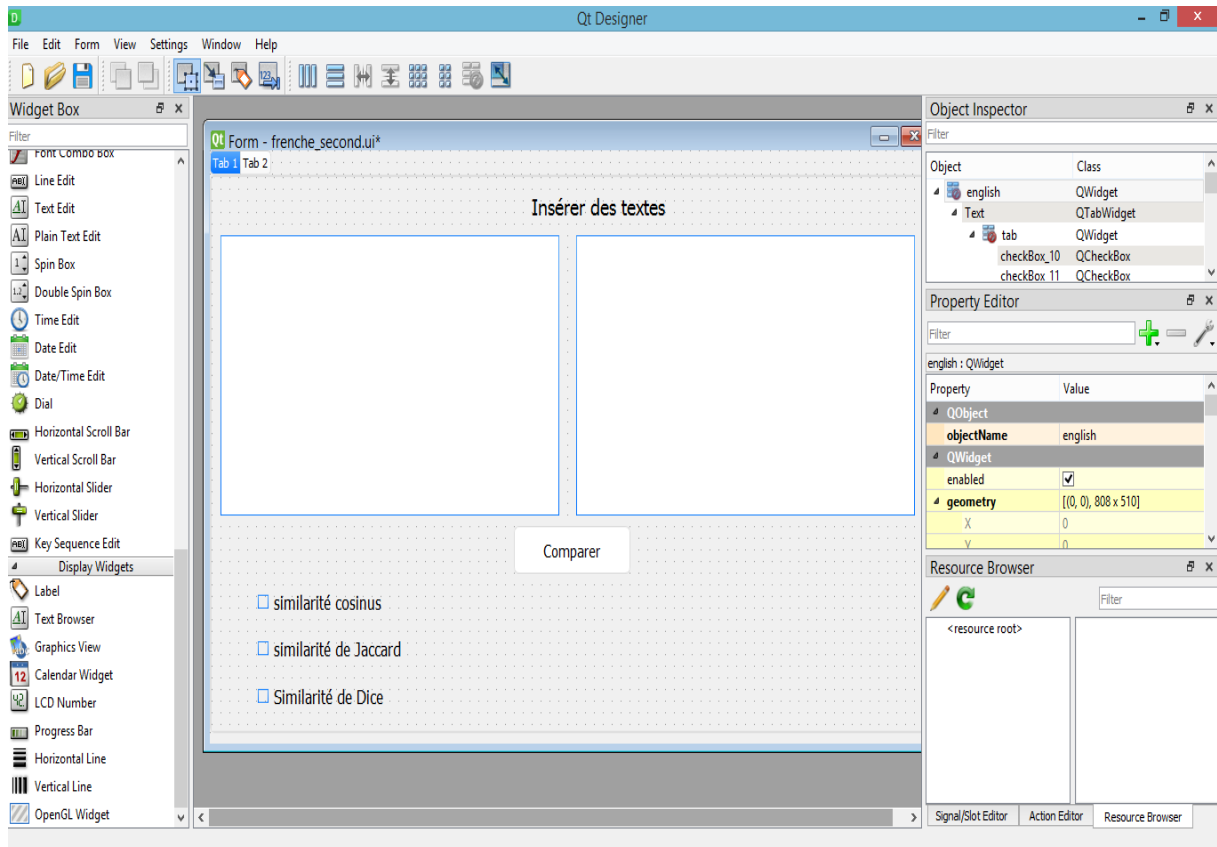 Qt Designer
File Edit Form View Settings Window Help
Widget Box
Filter
Font Combo Box
Line Edit
Text Edit
Plain Text Edit
Spin Box
Double Spin Box
Time Edit
Date Edit
Date/Time Edit
Dial
Horizontal Scroll Bar
Vertical Scroll Bar
Horizontal Slider
Vertical Slider
Key Sequence Edit
Display Widgets
Label
Text Browser
Graphics View
Calendar Widget
LCD Number
Progress Bar
Horizontal Line
Vertical Line
OpenGL Widget
Form - frenche_second.ui*
Tab 1 Tab 2
Insérer des textes
Comparer
similarité cosinus
similarité de Jaccard
Similarité de Dice
Object Inspector
Filter
Object Class
english QWidget
Text QTabWidget
tab QWidget
checkBox_10 QCheckBox
checkBox_11 QCheckBox
Property Editor
Filter
english : QWidget
Property Value
QObject
objectName english
QWidget
enabled
geometry [(0, 0), 808 x 510]
X 0
Y 0
Resource Browser
Filter
<resource root>
Signal/Slot Editor Action Editor Resource Browser